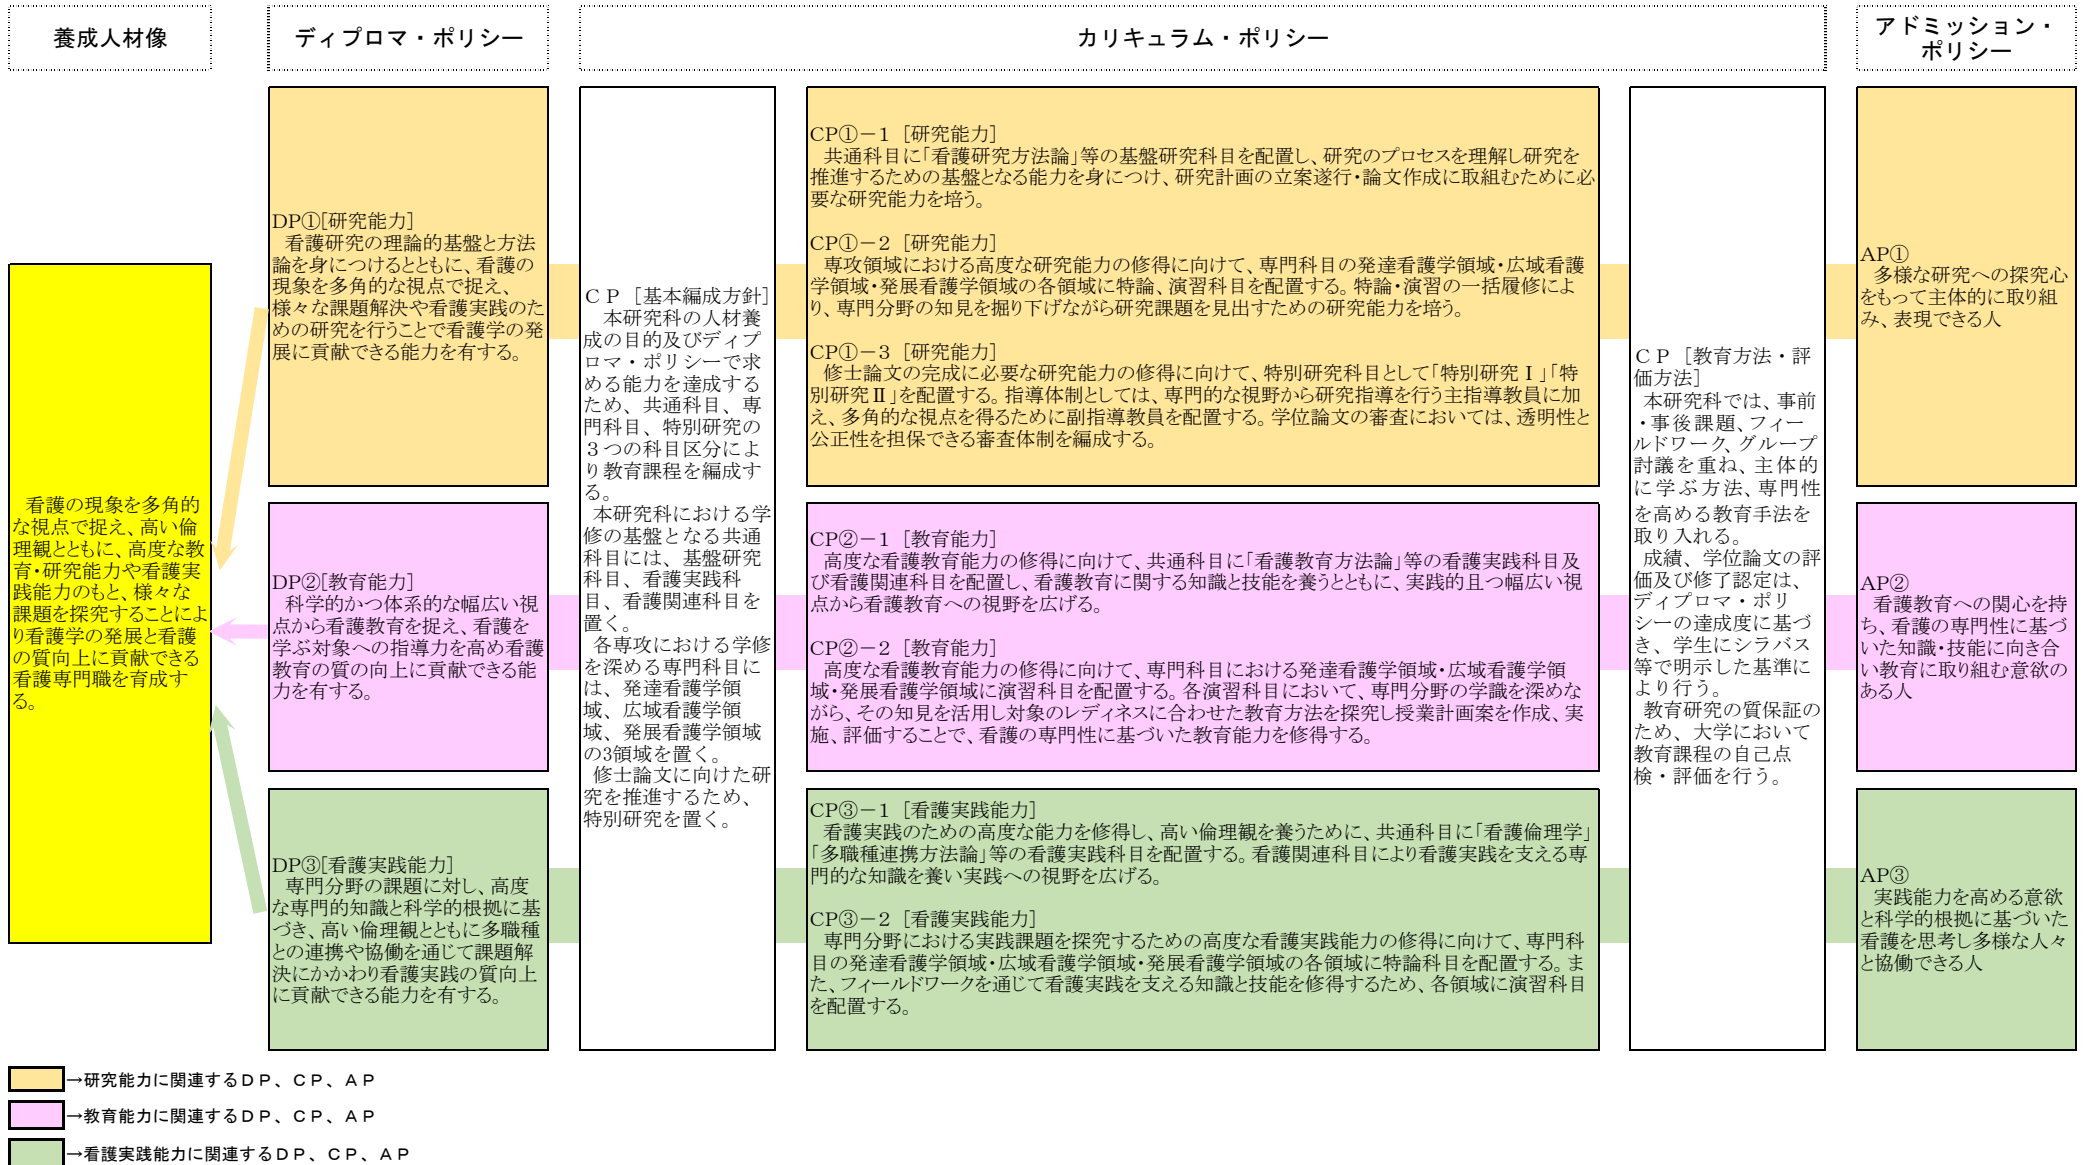 養成人材像
ディプロマ・ポリシー
カリキュラム・ポリシー
アドミッション・
ポリシー
看護の現象を多角的
な視点で捉え、高い倫
理観とともに、高度な教
育・研究能力や看護実
践能力のもと、様々な
課題を探究することによ
り看護学の発展と看護
の質向上に貢献できる
看護専門職を育成す
る。
DP①[研究能力]
看護研究の理論的基盤と方法
論を身につけるとともに、看護の
現象を多角的な視点で捉え、
様々な課題解決や看護実践のた
めの研究を行うことで看護学の発
展に貢献できる能力を有する。
DP②[教育能力]
科学的かつ体系的な幅広い視
点から看護教育を捉え、看護を
学ぶ対象への指導力を高め看護
教育の質の向上に貢献できる能
力を有する。
DP③[看護実践能力]
専門分野の課題に対し、高度
な専門的知識と科学的根拠に基
づき、高い倫理観とともに多職種
との連携や協働を通じて課題解
決にかかわり看護実践の質向上
に貢献できる能力を有する。
ＣＰ［基本編成方針］
本研究科の人材養
成の目的及びディプ
ロマ・ポリシーで求
める能力を達成する
ため、共通科目、専
門科目、特別研究の
３つの科目区分によ
り教育課程を編成す
る。
本研究科における学
修の基盤となる共通
科目には、基盤研究
科目、看護実践科
目、看護関連科目を
置く。
各専攻における学修
を深める専門科目に
は、発達看護学領
域、広域看護学領
域、発展看護学領域
の3領域を置く。
修士論文に向けた研
究を推進するため、
特別研究を置く。
CP①－1［研究能力］
共通科目に「看護研究方法論」等の基盤研究科目を配置し、研究のプロセスを理解し研究を
推進するための基盤となる能力を身につけ、研究計画の立案遂行・論文作成に取組むために必
要な研究能力を培う。
CP①－2［研究能力］
専攻領域における高度な研究能力の修得に向けて、専門科目の発達看護学領域・広域看護
学領域・発展看護学領域の各領域に特論、演習科目を配置する。特論・演習の一括履修によ
り、専門分野の知見を掘り下げながら研究課題を見出すための研究能力を培う。
CP①－3［研究能力］
修士論文の完成に必要な研究能力の修得に向けて、特別研究科目として「特別研究Ⅰ」「特
別研究Ⅱ」を配置する。指導体制としては、専門的な視野から研究指導を行う主指導教員に加
え、多角的な視点を得るために副指導教員を配置する。学位論文の審査においては、透明性と
公正性を担保できる審査体制を編成する。
CP②－1［教育能力］
高度な看護教育能力の修得に向けて、共通科目に「看護教育方法論」等の看護実践科目及
び看護関連科目を配置し、看護教育に関する知識と技能を養うとともに、実践的且つ幅広い視
点から看護教育への視野を広げる。
CP②－2［教育能力］
高度な看護教育能力の修得に向けて、専門科目における発達看護学領域・広域看護学領
域・発展看護学領域に演習科目を配置する。各演習科目において、専門分野の学識を深めな
がら、その知見を活用し対象のレディネスに合わせた教育方法を探究し授業計画案を作成、実
施、評価することで、看護の専門性に基づいた教育能力を修得する。
CP③－1［看護実践能力］
看護実践のための高度な能力を修得し、高い倫理観を養うために、共通科目に「看護倫理学」
「多職種連携方法論」等の看護実践科目を配置する。看護関連科目により看護実践を支える専
門的な知識を養い実践への視野を広げる。
CP③－2［看護実践能力］
専門分野における実践課題を探究するための高度な看護実践能力の修得に向けて、専門科
目の発達看護学領域・広域看護学領域・発展看護学領域の各領域に特論科目を配置する。ま
た、フィールドワークを通じて看護実践を支える知識と技能を修得するため、各領域に演習科目
を配置する。
ＣＰ［教育方法・評
価方法］
本研究科では、事前
・事後課題、フィー
ルドワーク、グループ
討議を重ね、主体的
に学ぶ方法、専門性
を高める教育手法を
取り入れる。
成績、学位論文の評
価及び修了認定は、
ディプロマ・ポリ
シーの達成度に基づ
き、学生にシラバス
等で明示した基準に
より行う。
教育研究の質保証の
ため、大学において
教育課程の自己点
検・評価を行う。
AP①
多様な研究への探究心
をもって主体的に取り組
み、表現できる人
AP②
看護教育への関心を持
ち、看護の専門性に基づ
いた知識・技能に向き合
い教育に取り組む意欲の
ある人
AP③
実践能力を高める意欲
と科学的根拠に基づいた
看護を思考し多様な人々
と協働できる人
→研究能力に関連するＤＰ、ＣＰ、ＡＰ
→教育能力に関連するＤＰ、ＣＰ、ＡＰ
→看護実践能力に関連するＤＰ、ＣＰ、ＡＰ